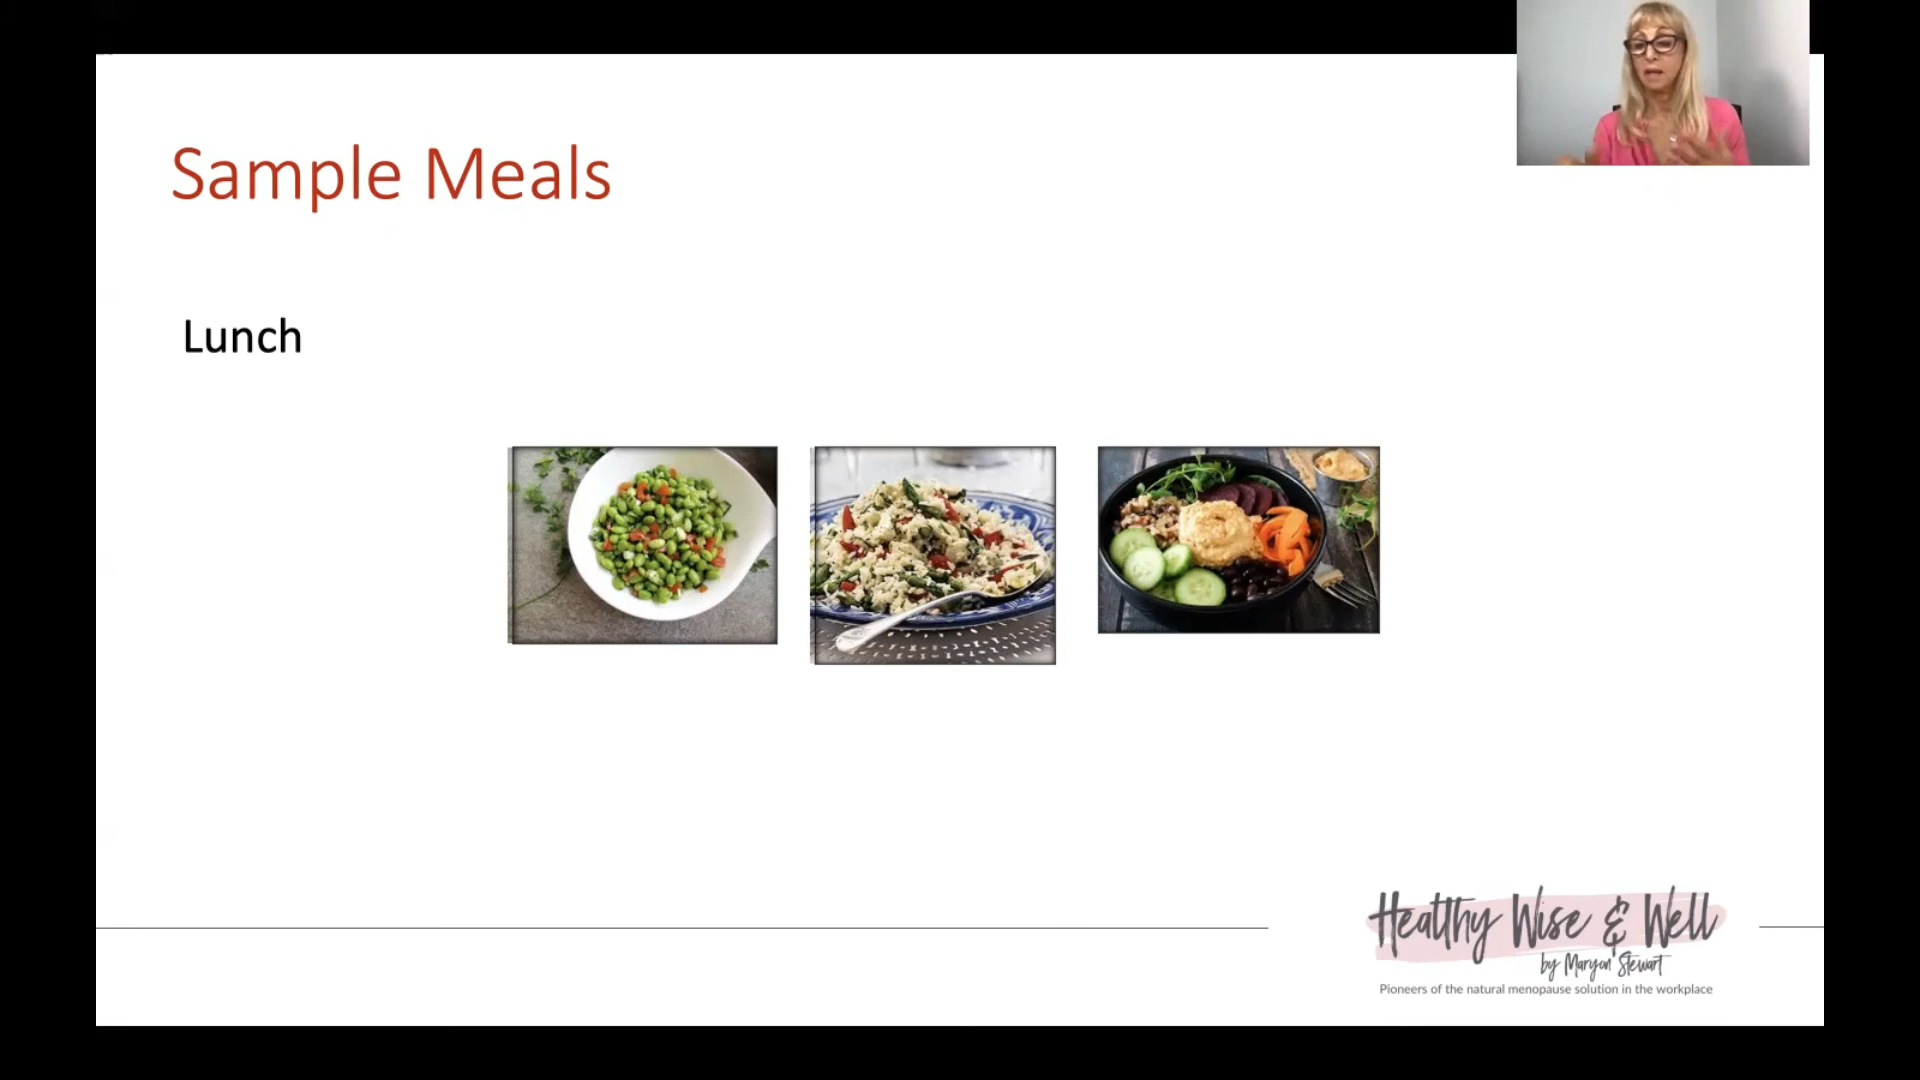 Sample Meals
Lunch
Healthy Wise & Well
by Maryon Stewart
Pioneers of the natural menopause solution in the workplace